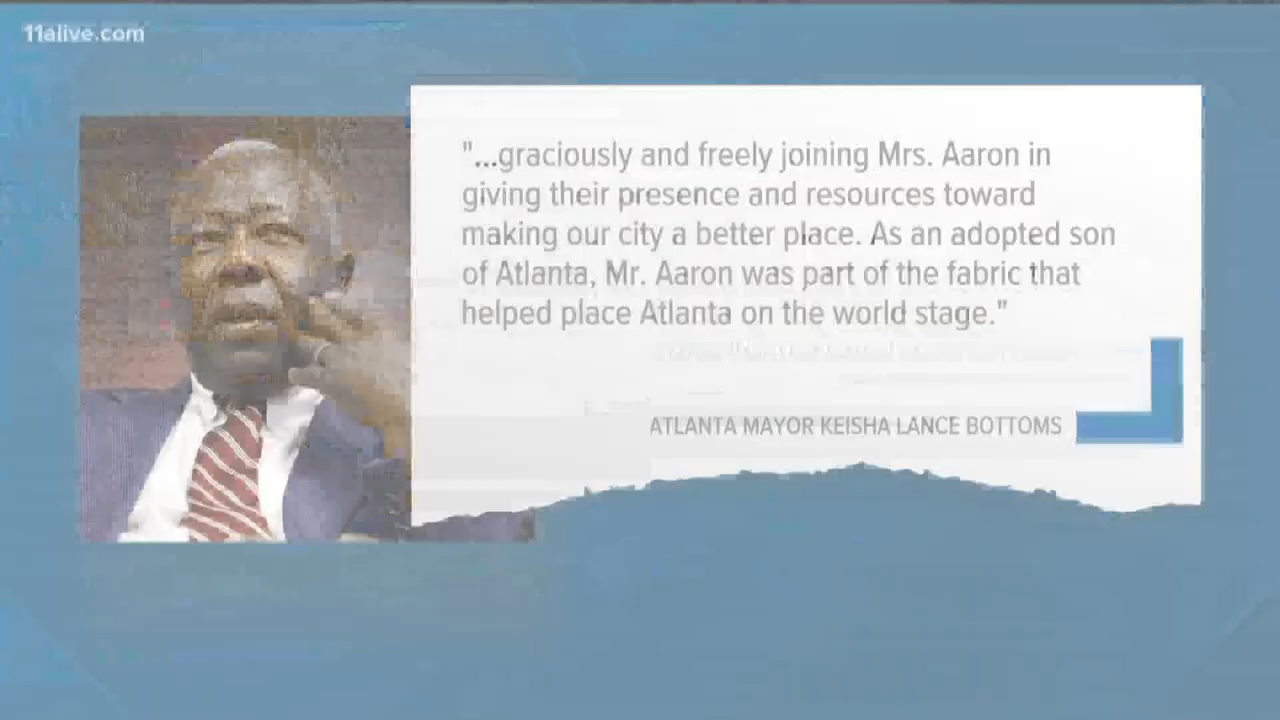 11alive.com
"...graciously and freely joining Mrs. Aaron in
giving their presence and resources toward
making our city a better place. As an adopted son
of Atlanta, Mr. Aaron was part of the fabric that
helped place Atlanta on the world stage."
ATLANTA MAYOR KEISHA LANCE BOTTOMS